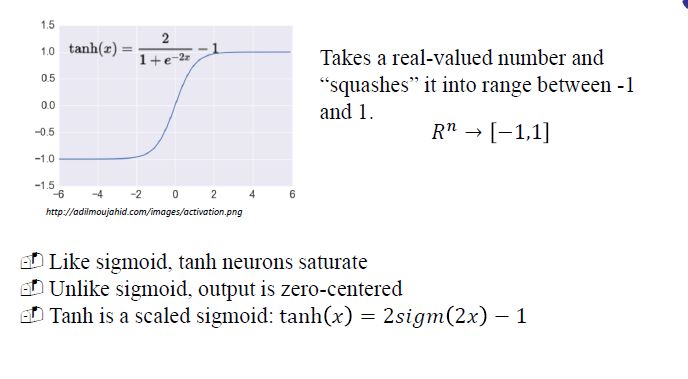 1.5
1.0
0.5
0.0
−0.5
−1.0
−1.5
-6 -4 -2 0 2 4 6
tanh(x) = 2 / (1 + e^{-2x}) − 1
http://adilmoujahid.com/images/activation.png
Takes a real-valued number and
“squashes” it into range between -1
and 1.
Rⁿ → [−1,1]
Like sigmoid, tanh neurons saturate
Unlike sigmoid, output is zero-centered
Tanh is a scaled sigmoid: tanh(x) = 2sigm(2x) − 1